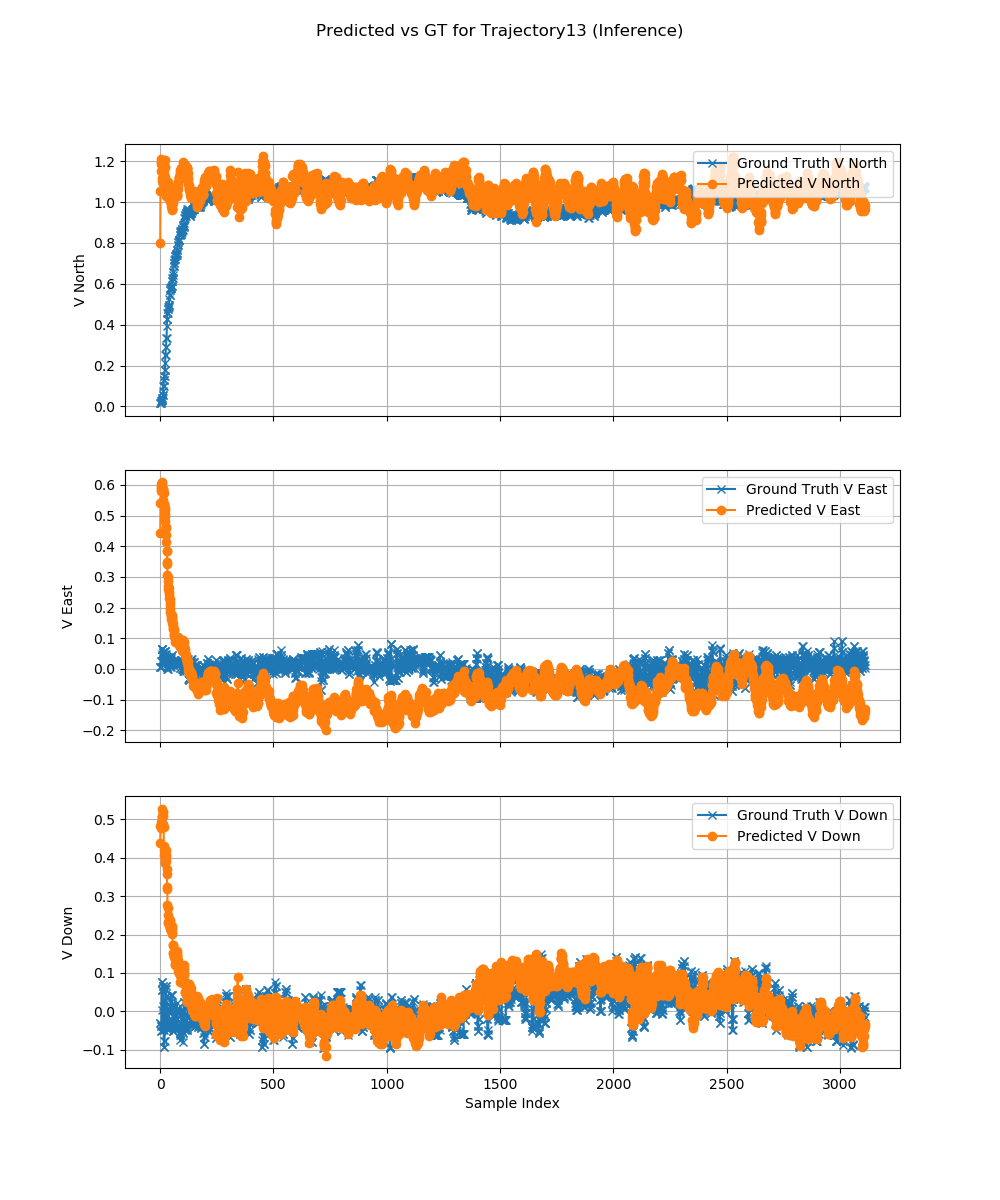 Predicted vs GT for Trajectory13 (Inference)
1.2
1.0
0.8
0.6
0.4
0.2
0.0
V North
Ground Truth V North
Predicted V North
0.6
0.5
0.4
0.3
0.2
0.1
0.0
−0.1
−0.2
V East
Ground Truth V East
Predicted V East
0.5
0.4
0.3
0.2
0.1
0.0
−0.1
V Down
Ground Truth V Down
Predicted V Down
0 500 1000 1500 2000 2500 3000
Sample Index